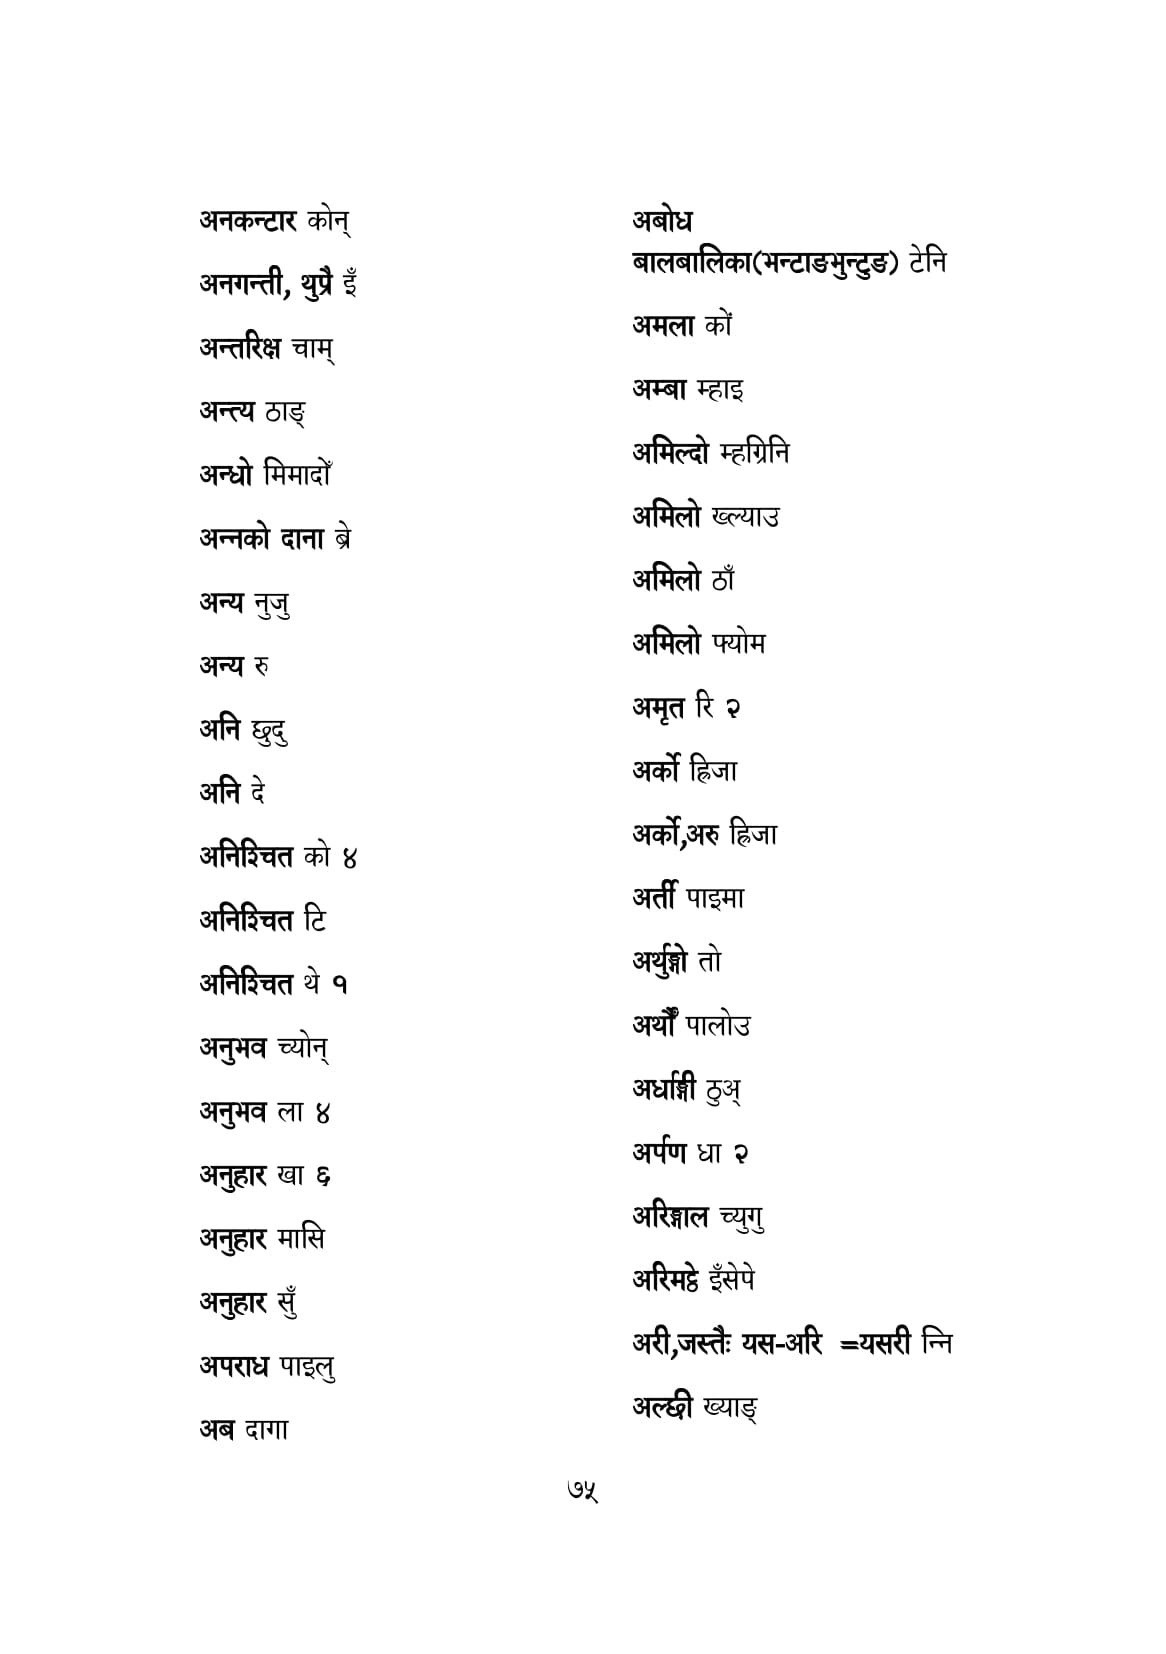 अनकन्टार कोन्
अनगन्ती, थुप्रै इँ
अन्तरिक्ष चाम्
अन्त्य ठाङ्
अन्धो मिमादोँ
अन्नको दाना ब्रे
अन्य नुजु
अन्य रु
अनि छुदु
अनि दे
अनिश्चित को ४
अनिश्चित टि
अनिश्चित थे १
अनुभव च्योन्
अनुभव ला ४
अनुहार खा ६
अनुहार मासि
अनुहार सुँ
अपराध पाइलु
अब दागा
अबोध
बालबालिका(भन्टाङभुन्टुङ) टेनि
अमला कों
अम्बा म्हाइ
अमिल्दो म्हग्रिनि
अमिलो ख्ल्याउ
अमिलो ठाँ
अमिलो फ्योम
अमृत रि २
अर्को ह्रिजा
अर्को,अरु ह्रिजा
अर्ती पाइमा
अर्थुङ्गो तो
अर्थौँ पालोउ
अर्धाङ्गी ठुअ्
अर्पण धा २
अरिङ्गाल च्युगु
अरिमट्ठे इँसेपे
अरी,जस्तैः यस-अरि =यसरी न्नि
अल्छी ख्याङ्
७५